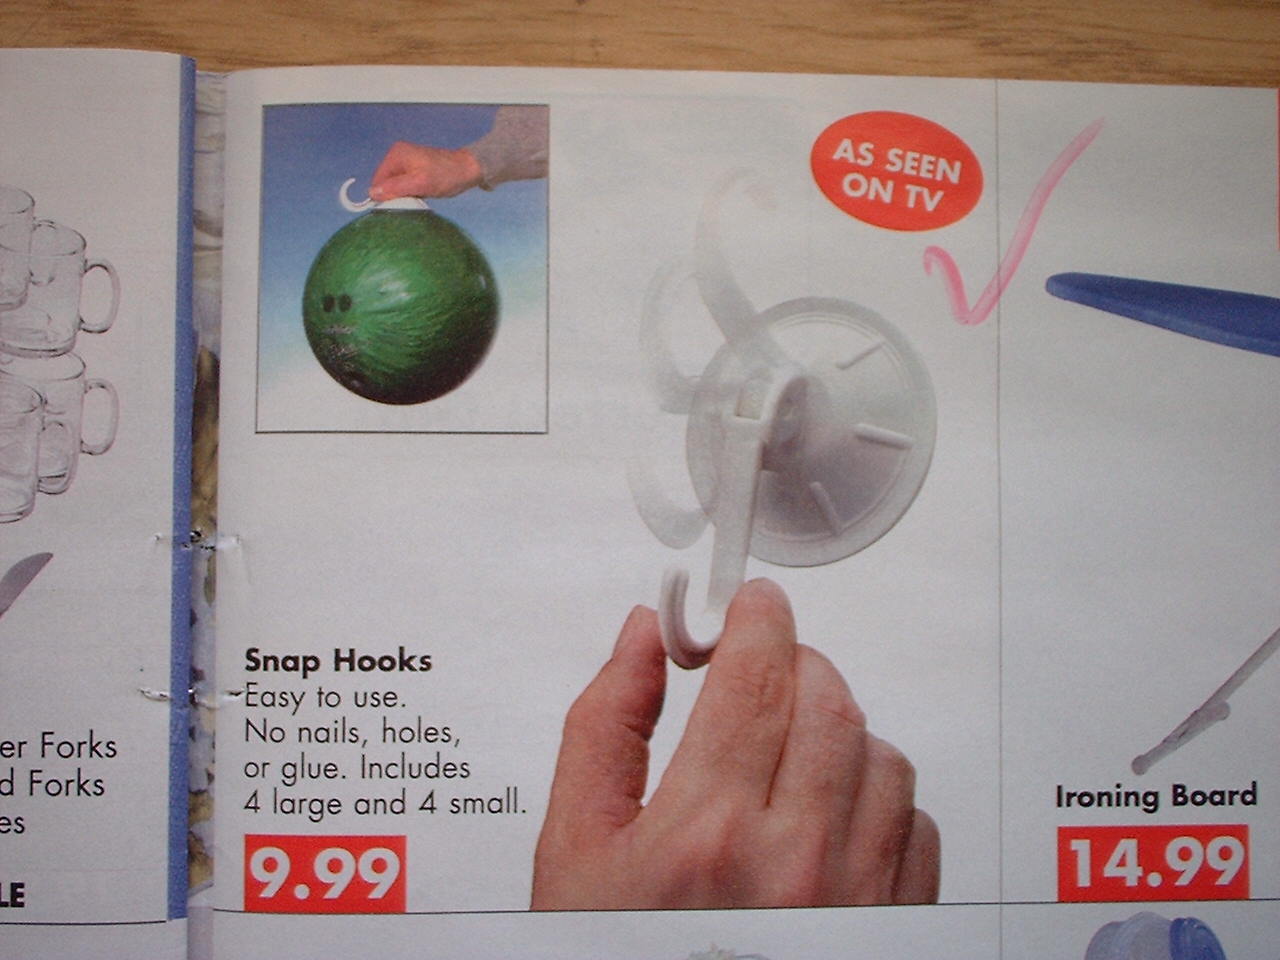 AS SEEN
ON TV
er Forks
d Forks
es
LE
Snap Hooks
Easy to use.
No nails, holes,
or glue. Includes
4 large and 4 small.
9.99
Ironing Board
14.99